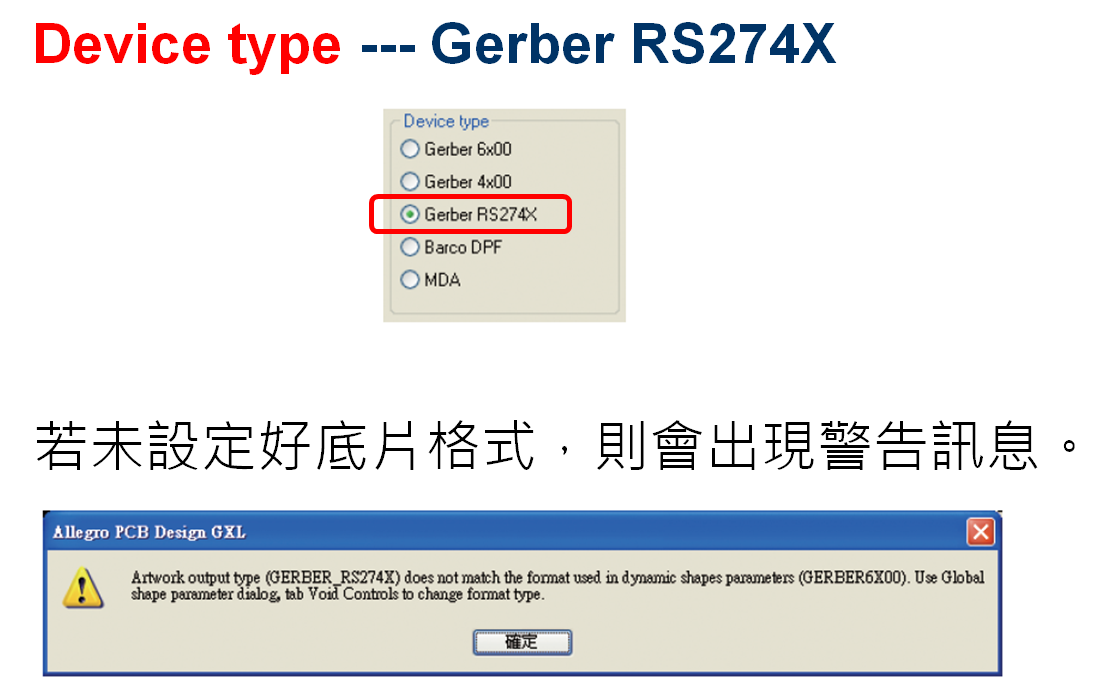 Device type --- Gerber RS274X
Device type
Gerber 6x00
Gerber 4x00
Gerber RS274X
Barco DPF
MDA
若未設定好底片格式，則會出現警告訊息。
Allegro PCB Design GXL
Artwork output type (GERBER_RS274X) does not match the format used in dynamic shapes parameters (GERBER6X00). Use Global
shape parameter dialog, tab Void Controls to change format type.
確定